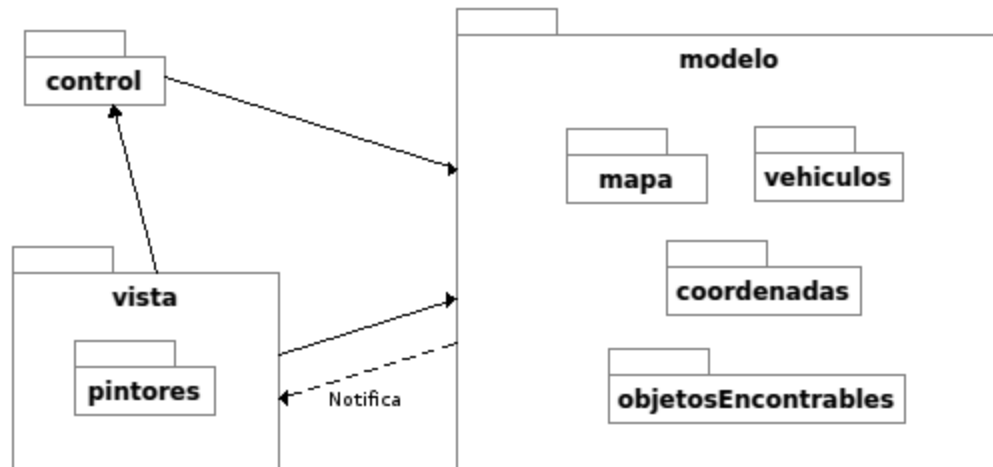 control
modelo
mapa
vehiculos
coordenadas
objetosEncontrables
vista
pintores
Notifica